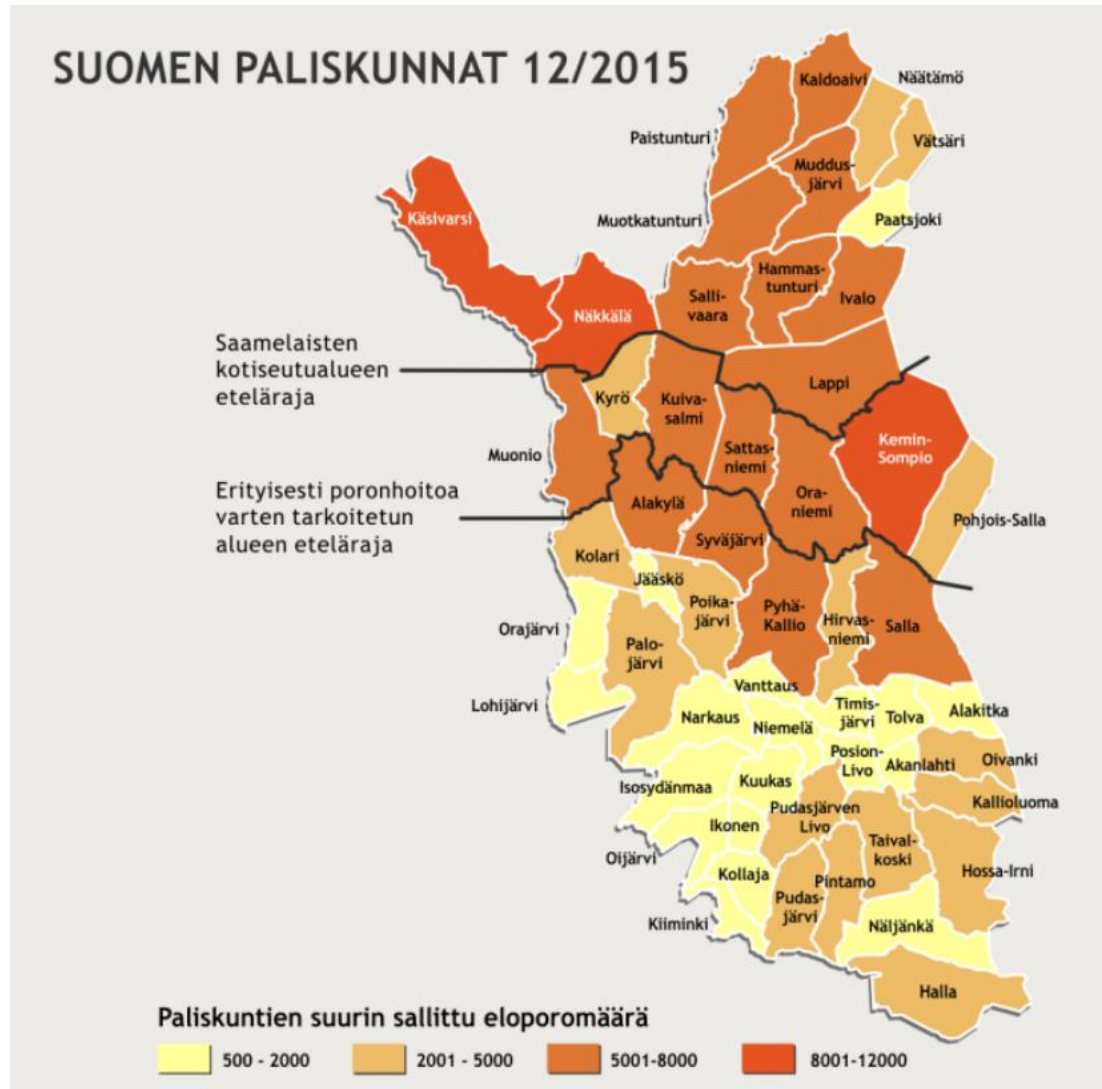 SUOMEN PALISKUNNAT 12/2015
Kaldoaivi
Näätämö
Paistunturi
Vätsäri
Muddus-
järvi
Käsivarsi
Muotkatunturi
Paatsjoki
Hammas-
tunturi
Salli-
vaara
Ivalo
Näkkälä
Saamelaisten
kotiseutualueen
eteläraja
Lappi
Kyrö
Kuiva-
salmi
Kemin-
Sompio
Sattas-
niemi
Muonio
Erityisesti poronhoitoa
varten tarkoitetun
alueen eteläraja
Ora-
niemi
Alakylä
Pohjois-Salla
Syväjärvi
Kolari
Jääskö
Poika-
järvi
Pyhä-
Kallio
Hirvas-
niemi
Salla
Orajärvi
Palo-
järvi
Vanttaus
Lohijärvi
Narkaus
Niemelä
Timis-
järvi
Tolva
Alakitka
Posion-
Livo
Akanlahti
Oivanki
Isosydänmaa
Kuukas
Kallioluoma
Pudasjärven
Livo
Ikonen
Taival-
koski
Oijärvi
Hossa-Irni
Kollaja
Pintamo
Pudas-
järvi
Kiiminki
Näljänkä
Halla
Paliskuntien suurin sallittu eloporomäärä
500 - 2000
2001 - 5000
5001-8000
8001-12000